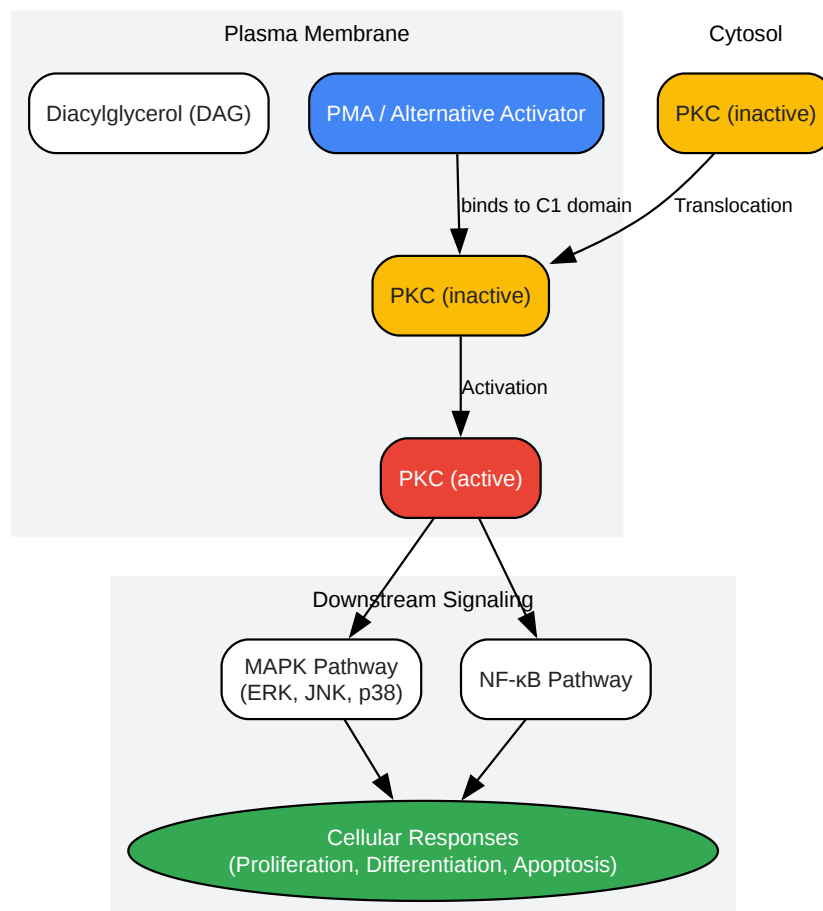 Plasma Membrane
Cytosol
Diacylglycerol (DAG)
PMA / Alternative Activator
PKC (inactive)
binds to C1 domain
Translocation
PKC (inactive)
Activation
PKC (active)
Downstream Signaling
MAPK Pathway
(ERK, JNK, p38)
NF-κB Pathway
Cellular Responses
(Proliferation, Differentiation, Apoptosis)